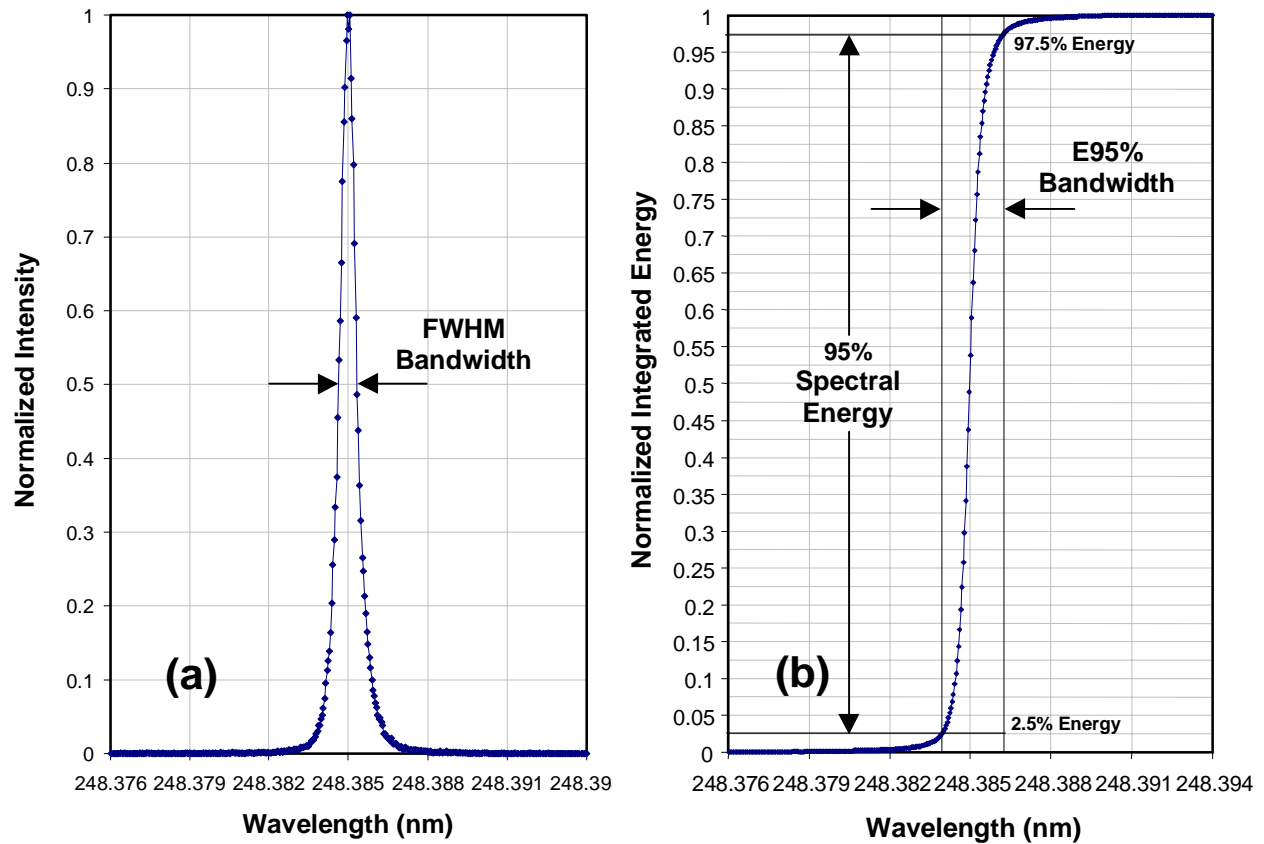 1
0.9
0.8
0.7
0.6
0.5
0.4
0.3
0.2
0.1
0
Normalized Intensity
FWHM
Bandwidth
(a)
248.376 248.379 248.382 248.385 248.388 248.391 248.39
Wavelength (nm)
1
0.95
0.9
0.85
0.8
0.75
0.7
0.65
0.6
0.55
0.5
0.45
0.4
0.35
0.3
0.25
0.2
0.15
0.1
0.05
0
Normalized Integrated Energy
97.5% Energy
E95%
Bandwidth
95%
Spectral
Energy
(b)
2.5% Energy
248.376 248.379 248.382 248.385 248.388 248.391 248.394
Wavelength (nm)